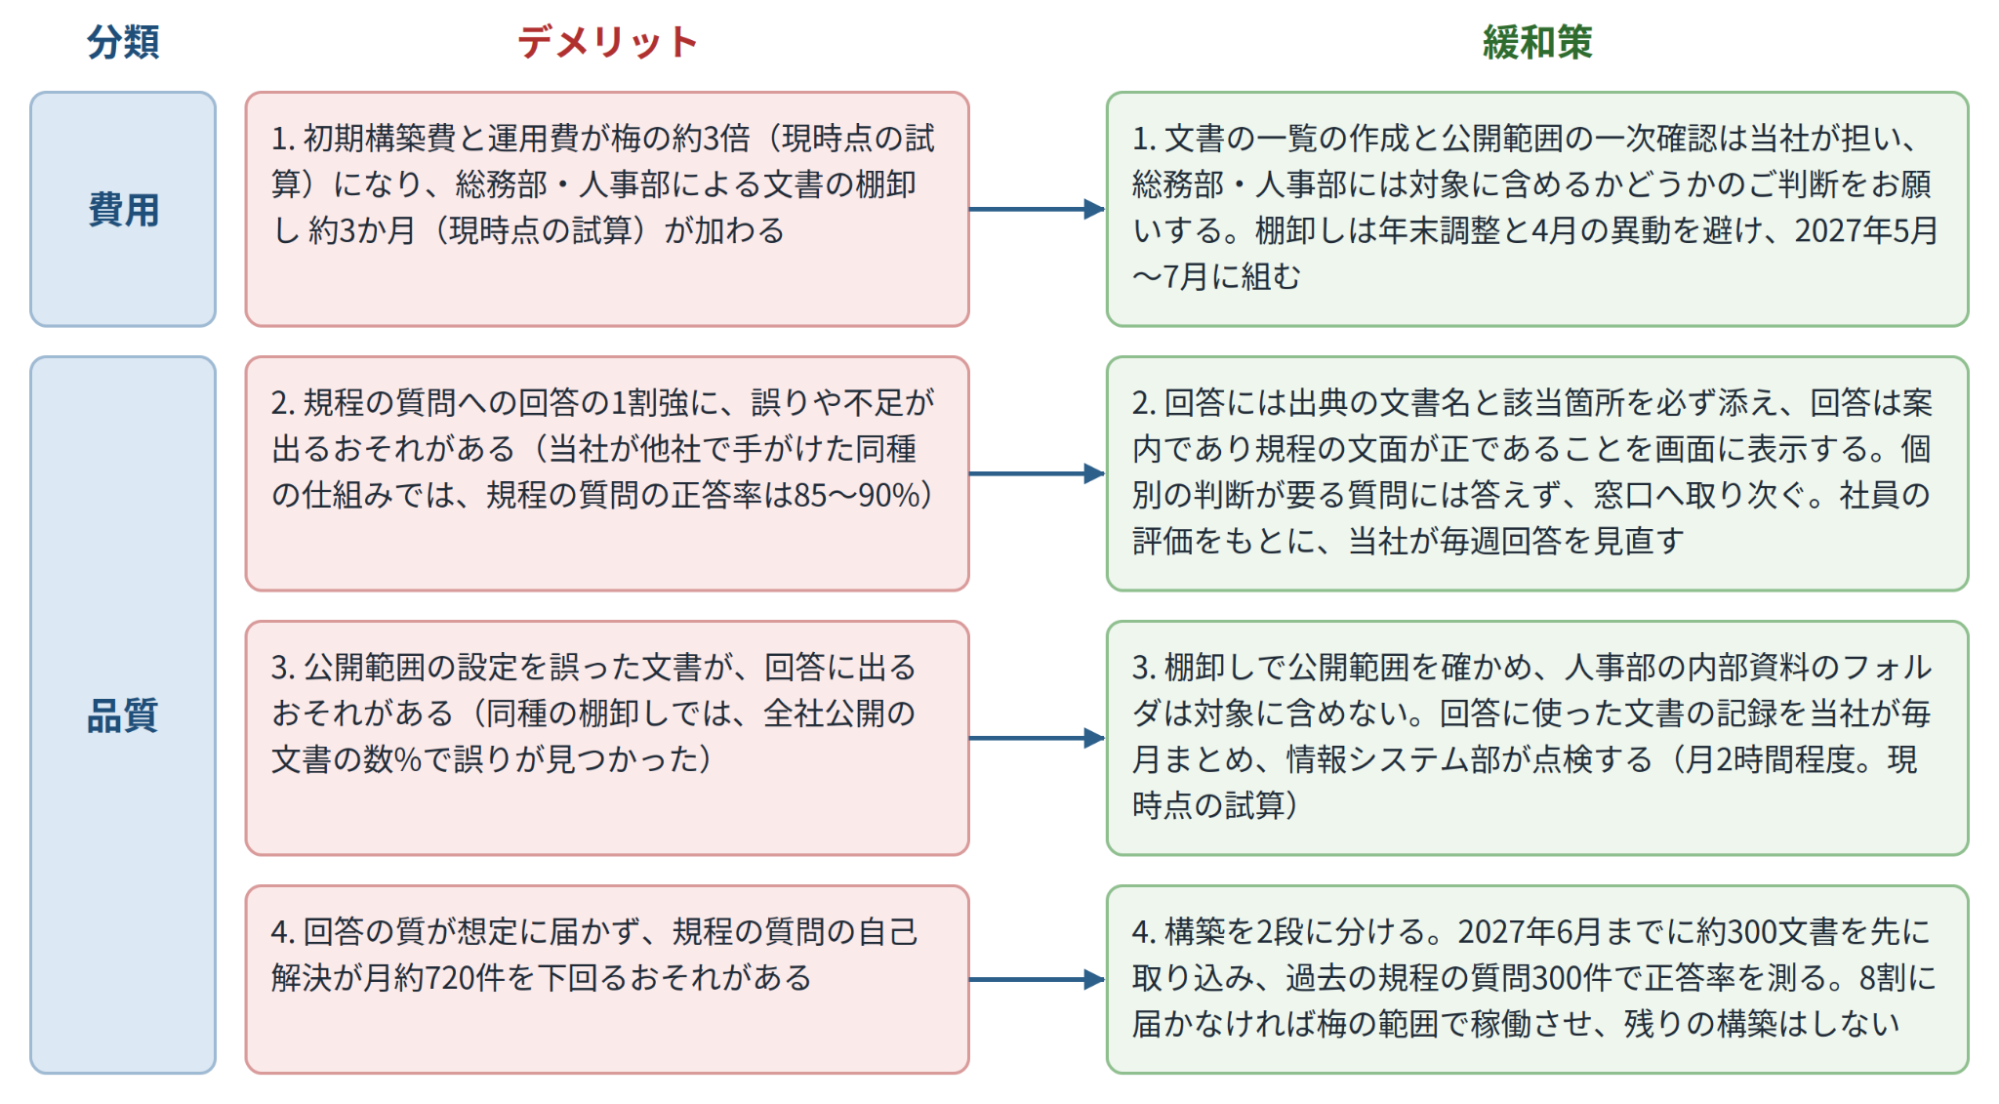 分類
デメリット
緩和策
費用
1. 初期構築費と運用費が梅の約3倍（現時点の試
算）になり、総務部・人事部による文書の棚卸
し 約3か月（現時点の試算）が加わる
1. 文書の一覧の作成と公開範囲の一次確認は当社が担い、
総務部・人事部には対象に含めるかどうかのご判断をお願
いする。棚卸しは年末調整と4月の異動を避け、2027年5月
～7月に組む
品質
2. 規程の質問への回答の1割強に、誤りや不足が
出るおそれがある（当社が他社で手がけた同種
の仕組みでは、規程の質問の正答率は85～90%）
2. 回答には出典の文書名と該当箇所を必ず添え、回答は案
内であり規程の文面が正であることを画面に表示する。個
別の判断が要る質問には答えず、窓口へ取り次ぐ。社員の
評価をもとに、当社が毎週回答を見直す
3. 公開範囲の設定を誤った文書が、回答に出る
おそれがある（同種の棚卸しでは、全社公開の
文書の数%で誤りが見つかった）
3. 棚卸しで公開範囲を確かめ、人事部の内部資料のフォル
ダは対象に含めない。回答に使った文書の記録を当社が毎
月まとめ、情報システム部が点検する（月2時間程度。現
時点の試算）
4. 回答の質が想定に届かず、規程の質問の自己
解決が月約720件を下回るおそれがある
4. 構築を2段に分ける。2027年6月までに約300文書を先に
取り込み、過去の規程の質問300件で正答率を測る。8割に
届かなければ梅の範囲で稼働させ、残りの構築はしない